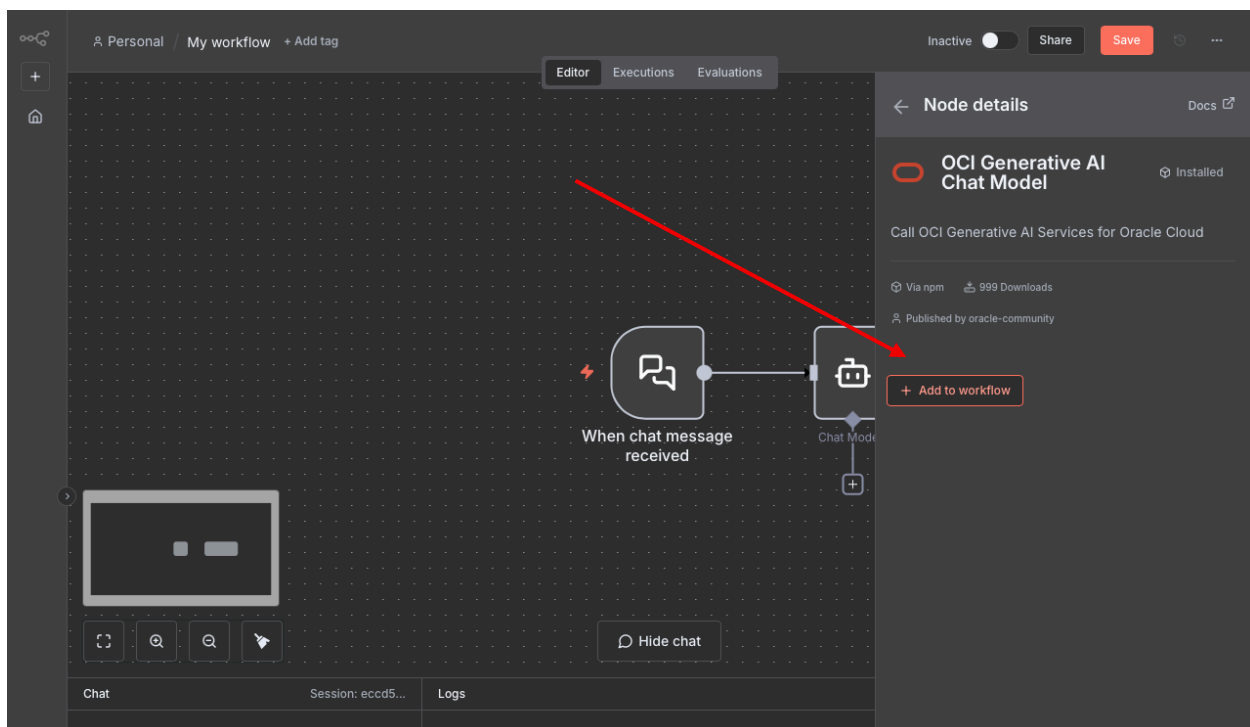 Personal / My workflow + Add tag
Inactive
Share
Save
Editor
Executions
Evaluations
Node details
Docs
OCI Generative AI
Chat Model
Installed
Call OCI Generative AI Services for Oracle Cloud
Via npm
999 Downloads
Published by oracle-community
+ Add to workflow
When chat message
received
Chat Mode
Hide chat
Chat
Session: eccd5...
Logs